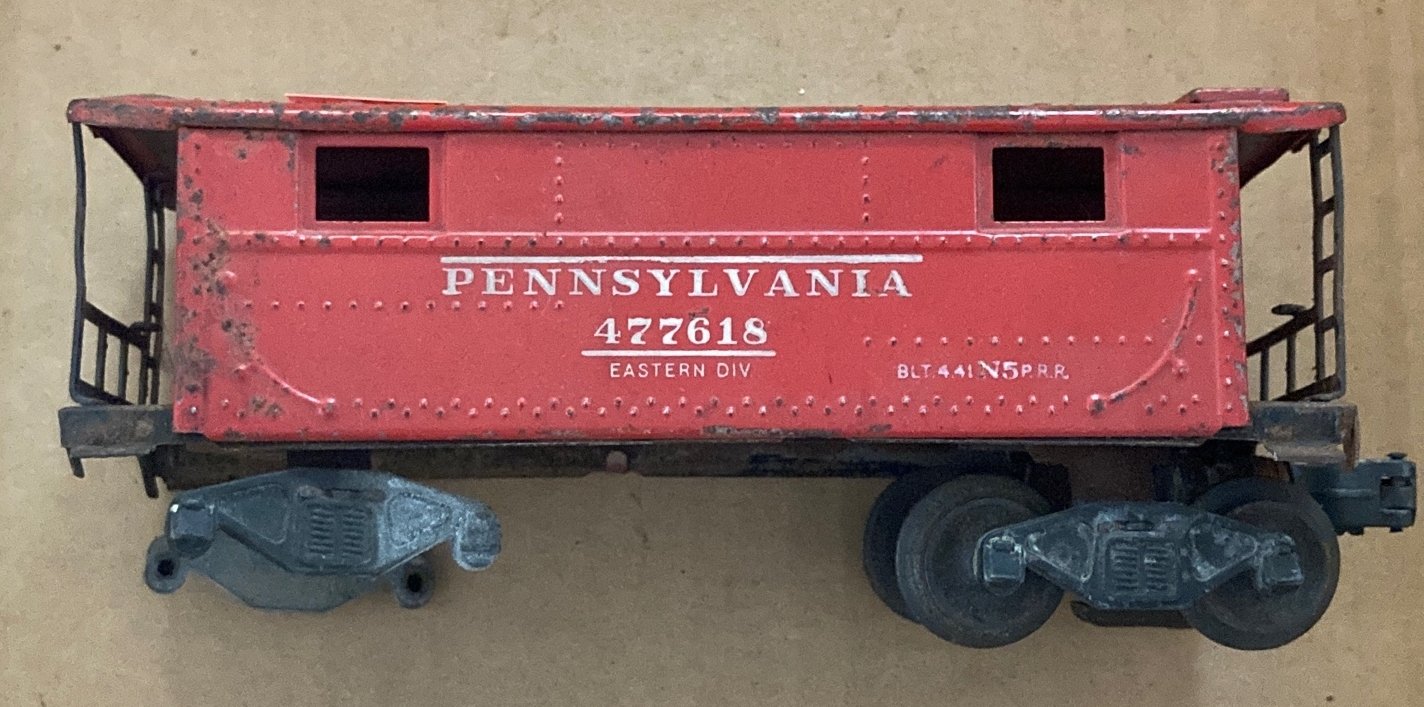 PENNSYLVANIA
477618
EASTERN DIV.
BLT. 4.41 N5 P.R.R.